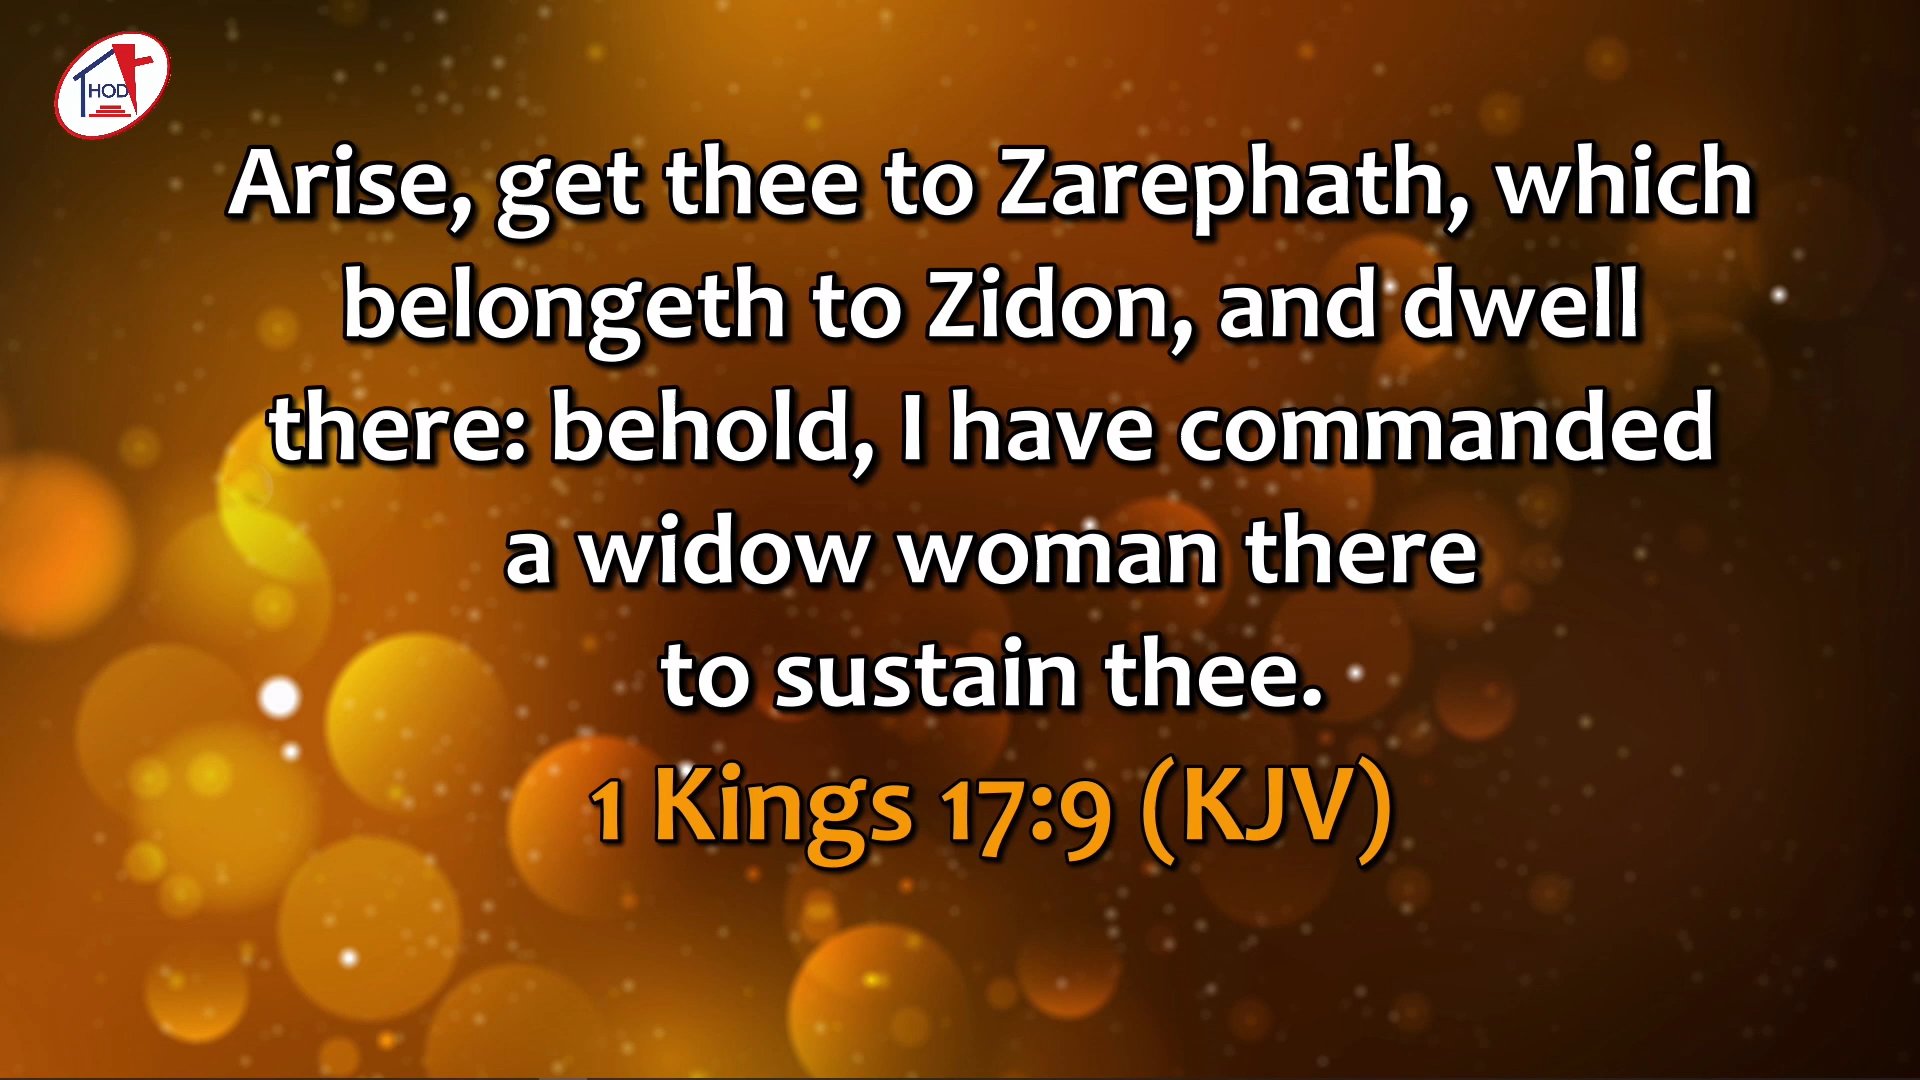 HOD
Arise, get thee to Zarephath, which
belongeth to Zidon, and dwell
there: behold, I have commanded
a widow woman there
to sustain thee.
1 Kings 17:9 (KJV)